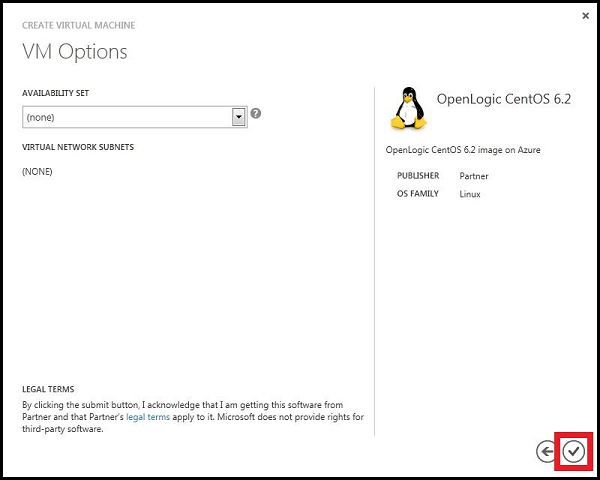 CREATE VIRTUAL MACHINE
VM Options
AVAILABILITY SET
(none)
?
VIRTUAL NETWORK SUBNETS
(NONE)
LEGAL TERMS
By clicking the submit button, I acknowledge that I am getting this software from
Partner and that Partner's legal terms apply to it. Microsoft does not provide rights for
third-party software.
OpenLogic CentOS 6.2
OpenLogic CentOS 6.2 image on Azure
PUBLISHER Partner
OS FAMILY Linux